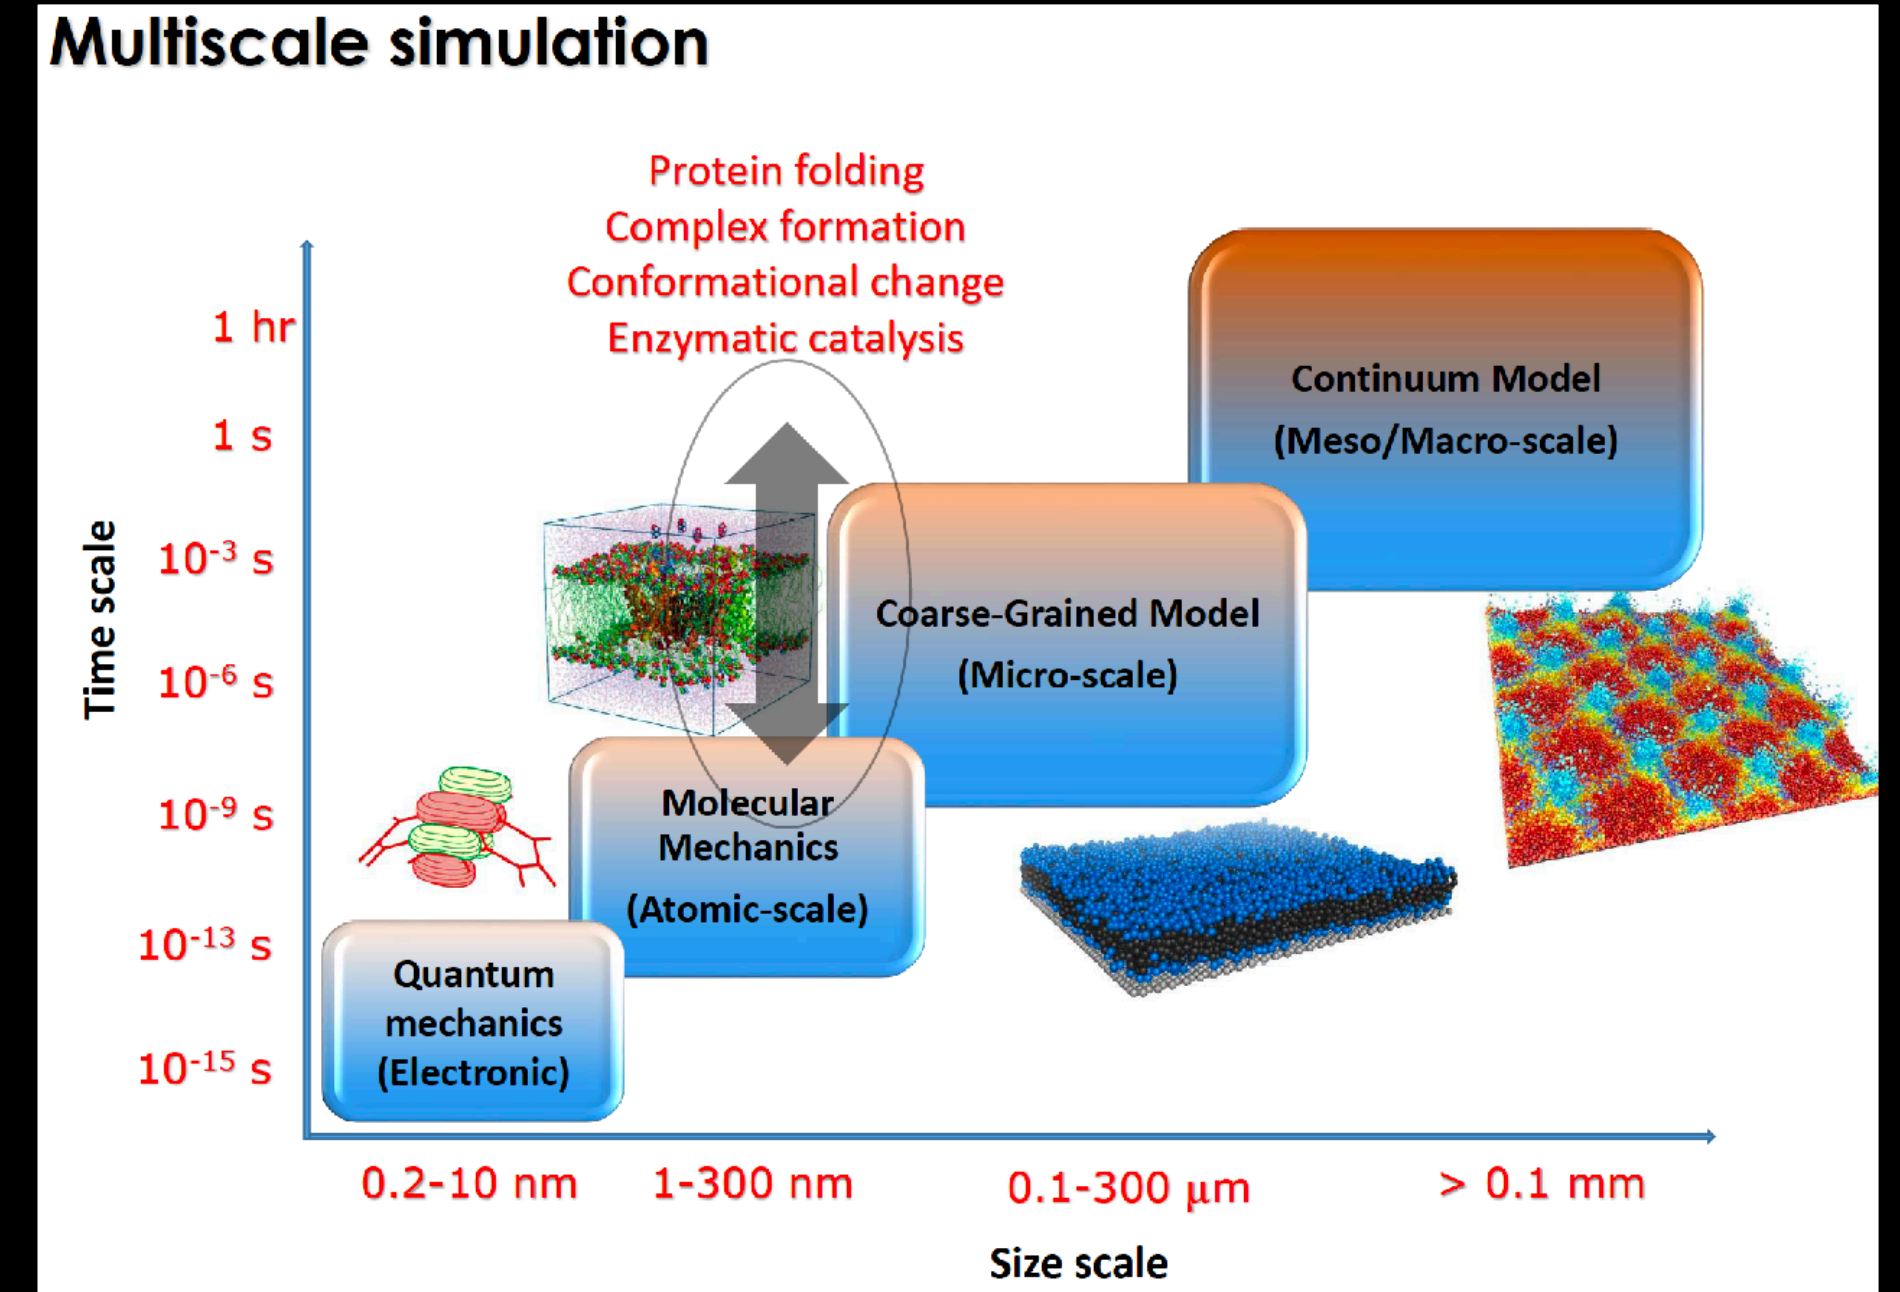 Multiscale simulation
Protein folding
Complex formation
Conformational change
Enzymatic catalysis
1 hr
1 s
10⁻³ s
10⁻⁶ s
10⁻⁹ s
10⁻¹³ s
10⁻¹⁵ s
Time scale
Continuum Model
(Meso/Macro-scale)
Coarse-Grained Model
(Micro-scale)
Molecular
Mechanics
(Atomic-scale)
Quantum
mechanics
(Electronic)
0.2-10 nm
1-300 nm
0.1-300 μm
> 0.1 mm
Size scale